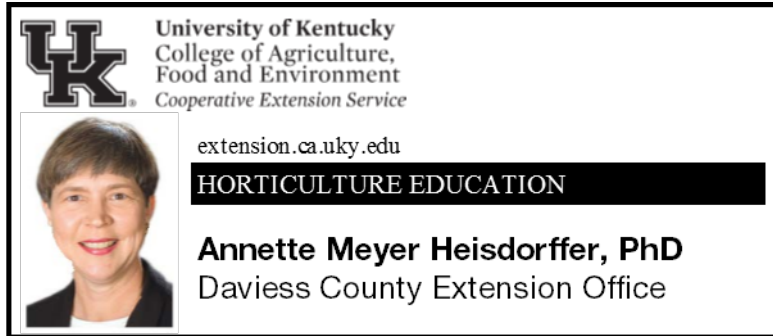 UK
University of Kentucky
College of Agriculture,
Food and Environment
Cooperative Extension Service
extension.ca.uky.edu
HORTICULTURE EDUCATION
Annette Meyer Heisdorffer, PhD
Daviess County Extension Office